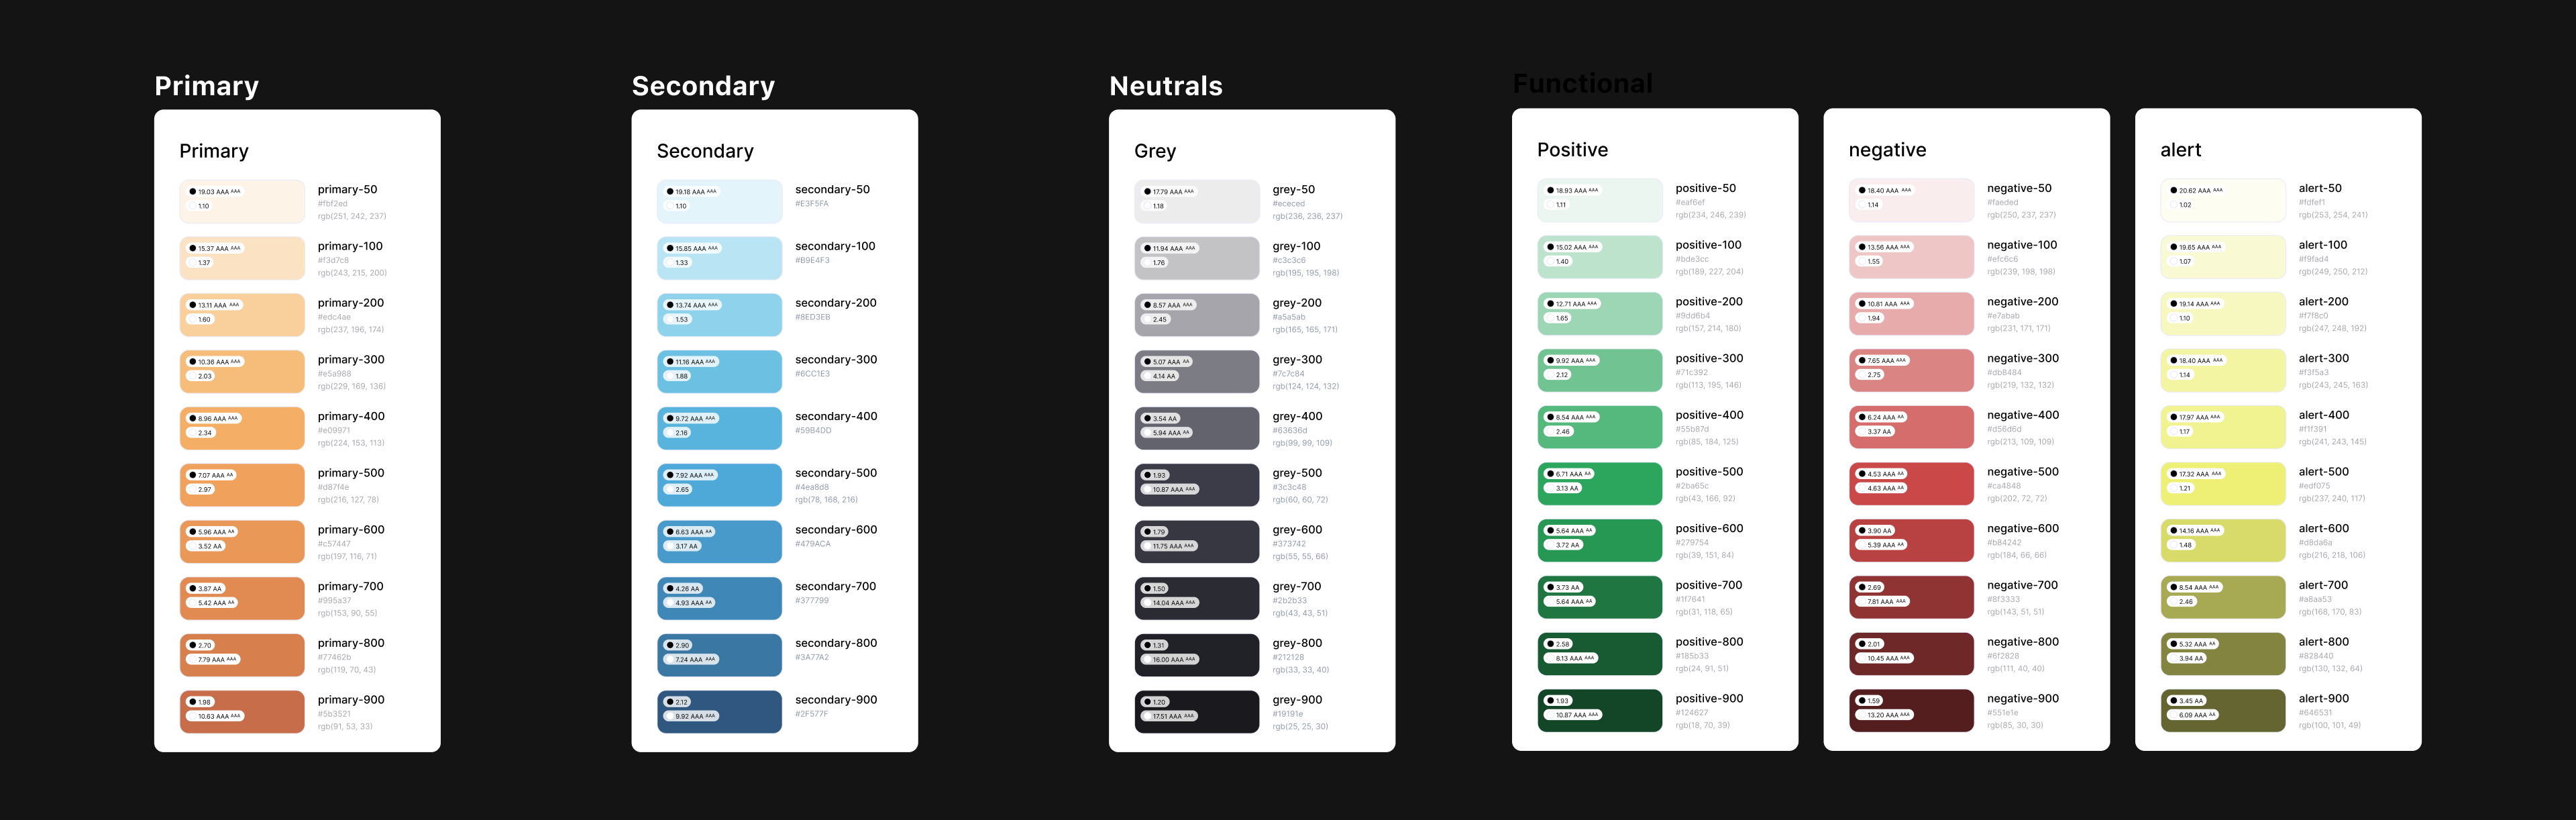 Primary
Primary
19.03 AAA AAA
1.10
primary-50
#fbf2ed
rgb(251, 242, 237)
15.37 AAA AAA
1.37
primary-100
#f3d7c8
rgb(243, 215, 200)
13.11 AAA AAA
1.60
primary-200
#edc4ae
rgb(237, 196, 174)
10.36 AAA AAA
2.03
primary-300
#e5a988
rgb(229, 169, 136)
8.96 AAA AAA
2.34
primary-400
#e09971
rgb(224, 153, 113)
7.07 AAA AA
2.97
primary-500
#d87f4e
rgb(216, 127, 78)
5.96 AAA AA
3.52 AA
primary-600
#c57447
rgb(197, 116, 71)
3.87 AA
5.42 AAA AA
primary-700
#995a37
rgb(153, 90, 55)
2.70
7.79 AAA AAA
primary-800
#77462b
rgb(119, 70, 43)
1.98
10.63 AAA AAA
primary-900
#5b3521
rgb(91, 53, 33)
Secondary
Secondary
19.18 AAA AAA
1.10
secondary-50
#E3F5FA
15.85 AAA AAA
1.33
secondary-100
#B9E4F3
13.74 AAA AAA
1.53
secondary-200
#8ED3EB
11.16 AAA AAA
1.88
secondary-300
#6CC1E3
9.72 AAA AAA
2.16
secondary-400
#59B4DD
7.92 AAA AAA
2.65
secondary-500
#4ea8d8
rgb(78, 168, 216)
6.63 AAA AA
3.17 AA
secondary-600
#479ACA
4.26 AA
4.93 AAA AA
secondary-700
#377799
2.90
7.24 AAA AAA
secondary-800
#3A77A2
2.12
9.92 AAA AAA
secondary-900
#2F577F
Neutrals
Grey
17.79 AAA AAA
1.18
grey-50
#ececed
rgb(236, 236, 237)
11.94 AAA AAA
1.76
grey-100
#c3c3c6
rgb(195, 195, 198)
8.57 AAA AAA
2.45
grey-200
#a5a5ab
rgb(165, 165, 171)
5.07 AAA AA
4.14 AA
grey-300
#7c7c84
rgb(124, 124, 132)
3.54 AA
5.94 AAA AA
grey-400
#63636d
rgb(99, 99, 109)
1.93
10.87 AAA AAA
grey-500
#3c3c48
rgb(60, 60, 72)
1.79
11.75 AAA AAA
grey-600
#373742
rgb(55, 55, 66)
1.50
14.04 AAA AAA
grey-700
#2b2b33
rgb(43, 43, 51)
1.31
16.00 AAA AAA
grey-800
#212128
rgb(33, 33, 40)
1.20
17.51 AAA AAA
grey-900
#19191e
rgb(25, 25, 30)
Functional
Positive
18.93 AAA AAA
1.11
positive-50
#eaf6ef
rgb(234, 246, 239)
15.02 AAA AAA
1.40
positive-100
#bde3cc
rgb(189, 227, 204)
12.71 AAA AAA
1.65
positive-200
#9dd6b4
rgb(157, 214, 180)
9.92 AAA AAA
2.12
positive-300
#71c392
rgb(113, 195, 146)
8.54 AAA AAA
2.46
positive-400
#55b87d
rgb(85, 184, 125)
6.71 AAA AA
3.13 AA
positive-500
#2ba65c
rgb(43, 166, 92)
5.64 AAA AA
3.72 AA
positive-600
#279754
rgb(39, 151, 84)
3.73 AA
5.64 AAA AA
positive-700
#1f7641
rgb(31, 118, 65)
2.58
8.13 AAA AAA
positive-800
#185b33
rgb(24, 91, 51)
1.93
10.87 AAA AAA
positive-900
#124627
rgb(18, 70, 39)
negative
18.40 AAA AAA
1.14
negative-50
#faeded
rgb(250, 237, 237)
13.56 AAA AAA
1.55
negative-100
#efc6c6
rgb(239, 198, 198)
10.81 AAA AAA
1.94
negative-200
#e7abab
rgb(231, 171, 171)
7.65 AAA AAA
2.75
negative-300
#db8484
rgb(219, 132, 132)
6.24 AAA AA
3.37 AA
negative-400
#d56d6d
rgb(213, 109, 109)
4.53 AAA AA
4.63 AAA AA
negative-500
#ca4848
rgb(202, 72, 72)
3.90 AA
5.39 AAA AA
negative-600
#b84242
rgb(184, 66, 66)
2.69
7.81 AAA AAA
negative-700
#8f3333
rgb(143, 51, 51)
2.01
10.45 AAA AAA
negative-800
#6f2828
rgb(111, 40, 40)
1.59
13.20 AAA AAA
negative-900
#551e1e
rgb(85, 30, 30)
alert
20.62 AAA AAA
1.02
alert-50
#fdfef1
rgb(253, 254, 241)
19.65 AAA AAA
1.07
alert-100
#f9fad4
rgb(249, 250, 212)
19.14 AAA AAA
1.10
alert-200
#f7f8c0
rgb(247, 248, 192)
18.40 AAA AAA
1.14
alert-300
#f3f5a3
rgb(243, 245, 163)
17.97 AAA AAA
1.17
alert-400
#f1f391
rgb(241, 243, 145)
17.32 AAA AAA
1.21
alert-500
#edf075
rgb(237, 240, 117)
14.16 AAA AAA
1.48
alert-600
#d8da6a
rgb(216, 218, 106)
8.54 AAA AAA
2.46
alert-700
#a8aa53
rgb(168, 170, 83)
5.32 AAA AA
3.94 AA
alert-800
#828440
rgb(130, 132, 64)
3.45 AA
6.09 AAA AA
alert-900
#646531
rgb(100, 101, 49)